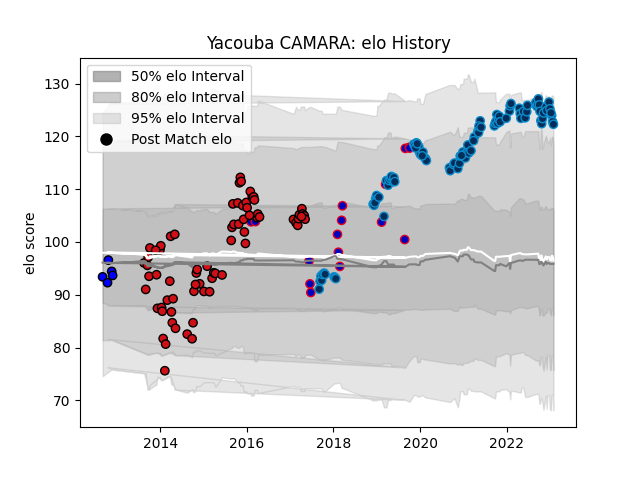 Yacouba CAMARA: elo History
50% elo Interval
80% elo Interval
95% elo Interval
Post Match elo
elo score
130
120
110
100
90
80
70
2014
2016
2018
2020
2022